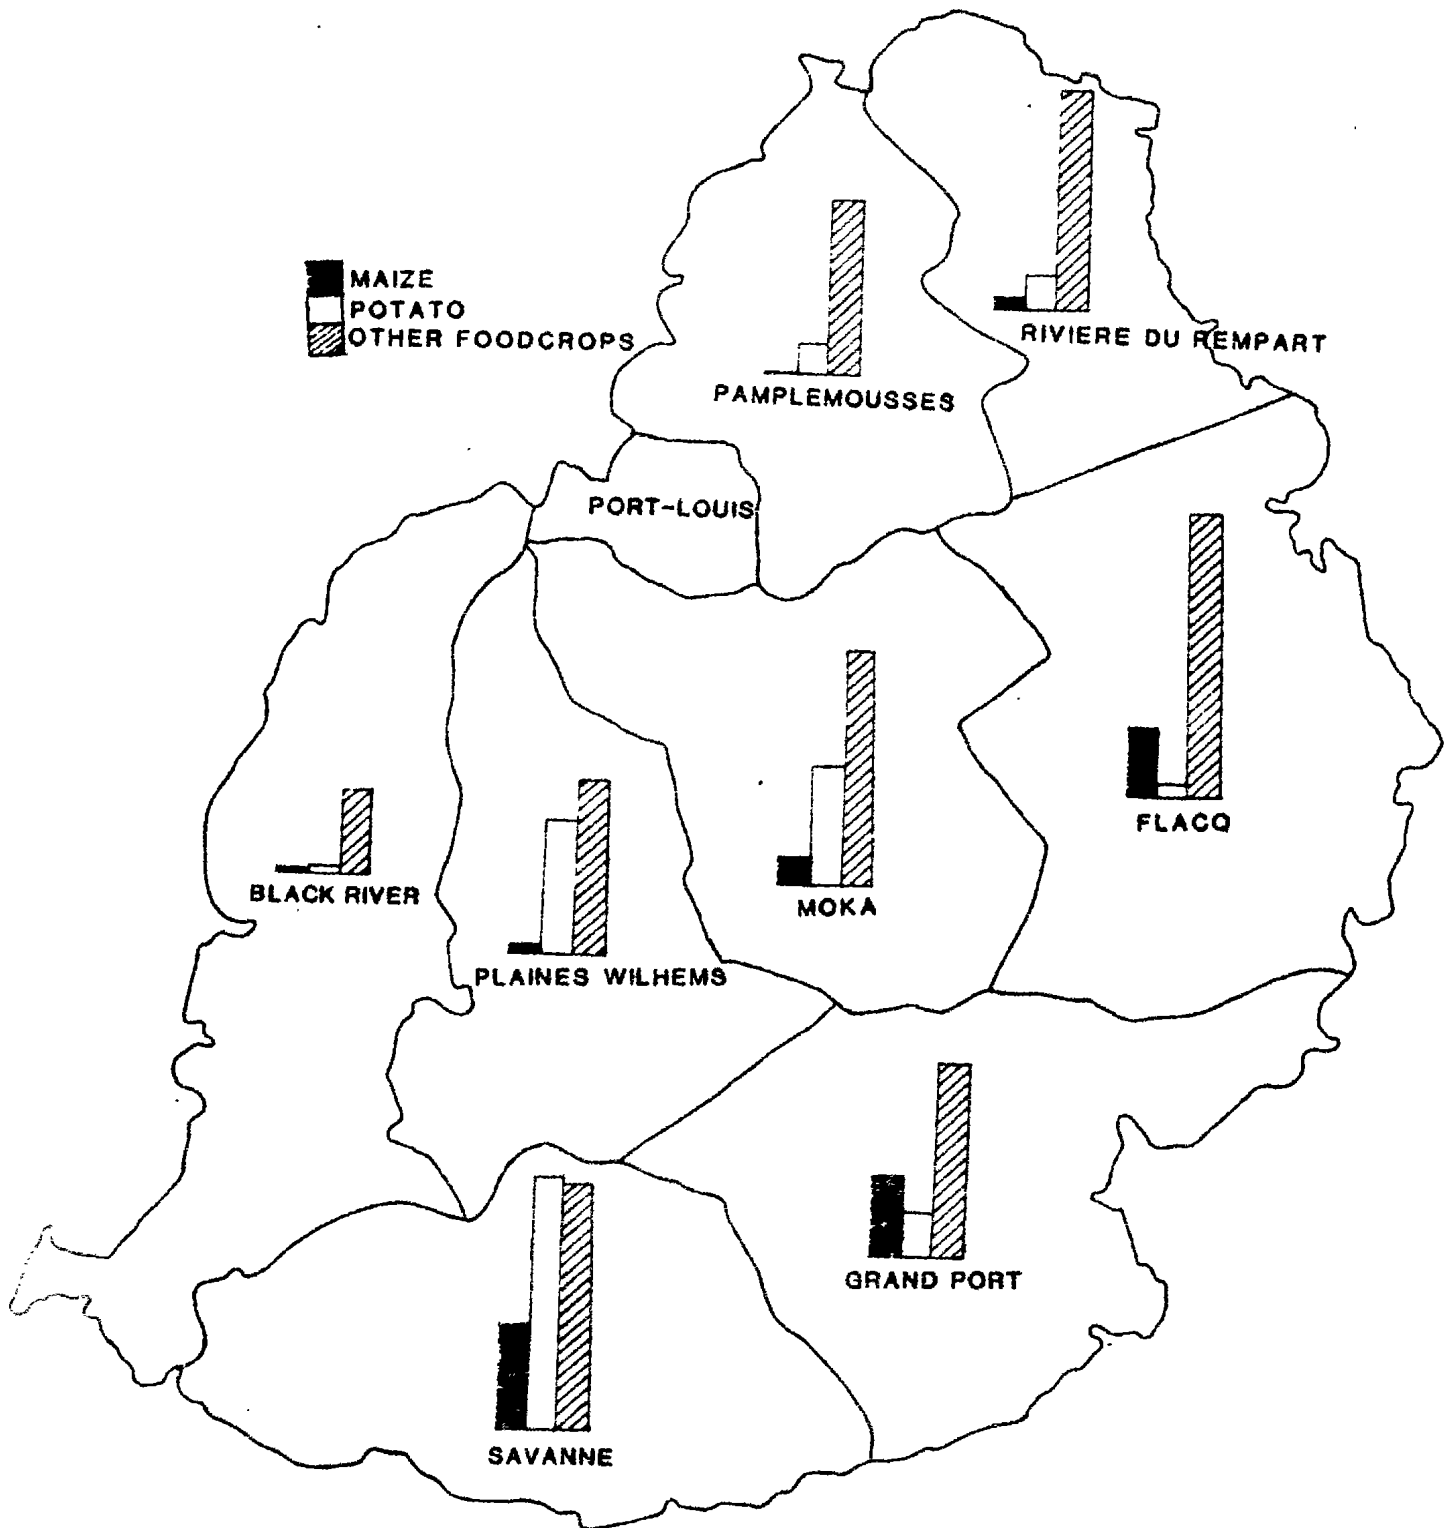 MAIZE
POTATO
OTHER FOODCROPS
RIVIERE DU REMPART
PAMPLEMOUSSES
PORT-LOUIS
FLACQ
BLACK RIVER
MOKA
PLAINES WILHEMS
GRAND PORT
SAVANNE